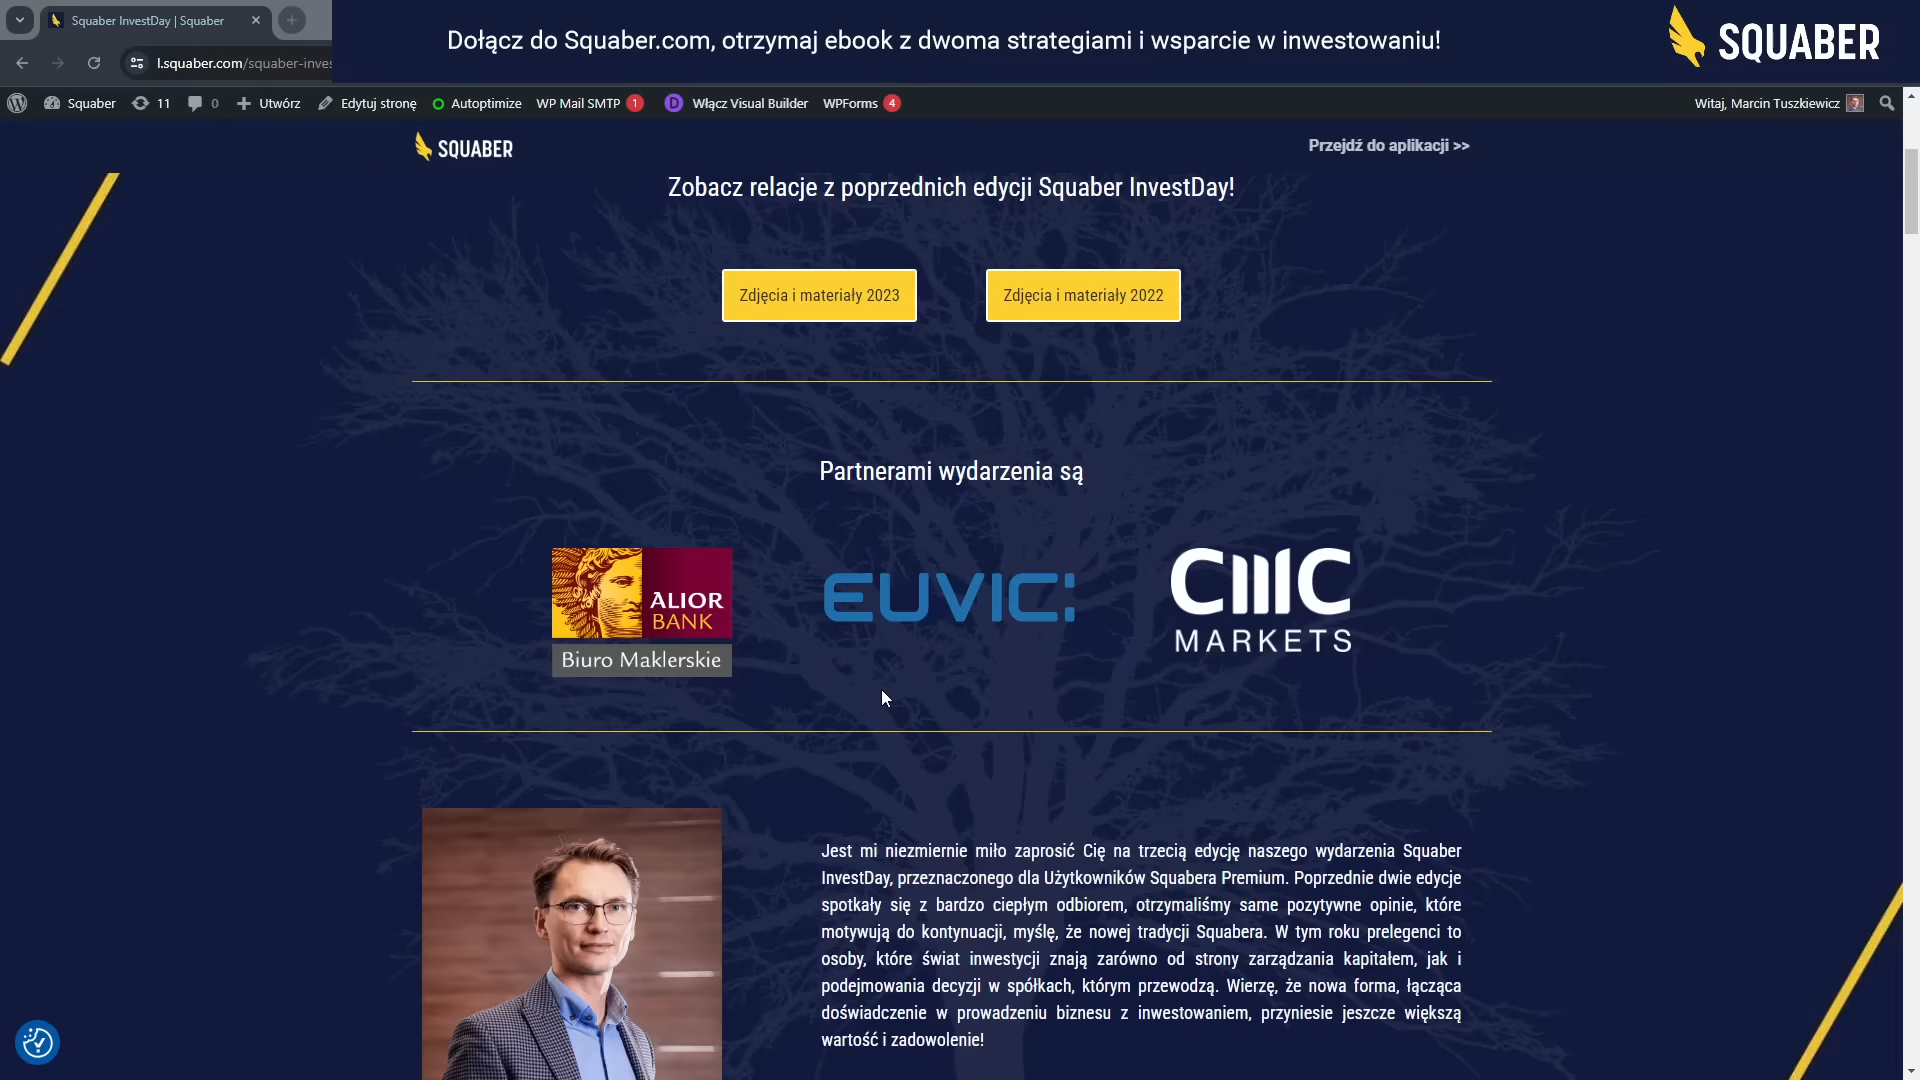 Squaber InvestDay | Squaber
Dołącz do Squaber.com, otrzymaj ebook z dwoma strategiami i wsparcie w inwestowaniu!
SQUABER
l.squaber.com/squaber-inves
Squaber 11 0 Utwórz Edytuj stronę Autoptimize WP Mail SMTP 1 Włącz Visual Builder WPForms 4 Witaj, Marcin Tuszkiewicz
SQUABER
Przejdź do aplikacji >>
Zobacz relacje z poprzednich edycji Squaber InvestDay!
Zdjęcia i materiały 2023
Zdjęcia i materiały 2022
Partnerami wydarzenia są
ALIOR
BANK
Biuro Maklerskie
EUVIC:
CMC
MARKETS
Jest mi niezmiernie miło zaprosić Cię na trzecią edycję naszego wydarzenia Squaber
InvestDay, przeznaczonego dla Użytkowników Squabera Premium. Poprzednie dwie edycje
spotkały się z bardzo ciepłym odbiorem, otrzymaliśmy same pozytywne opinie, które
motywują do kontynuacji, myślę, że nowej tradycji Squabera. W tym roku prelegenci to
osoby, które świat inwestycji znają zarówno od strony zarządzania kapitałem, jak i
podejmowania decyzji w spółkach, którym przewodzą. Wierzę, że nowa forma, łącząca
doświadczenie w prowadzeniu biznesu z inwestowaniem, przyniesie jeszcze większą
wartość i zadowolenie!